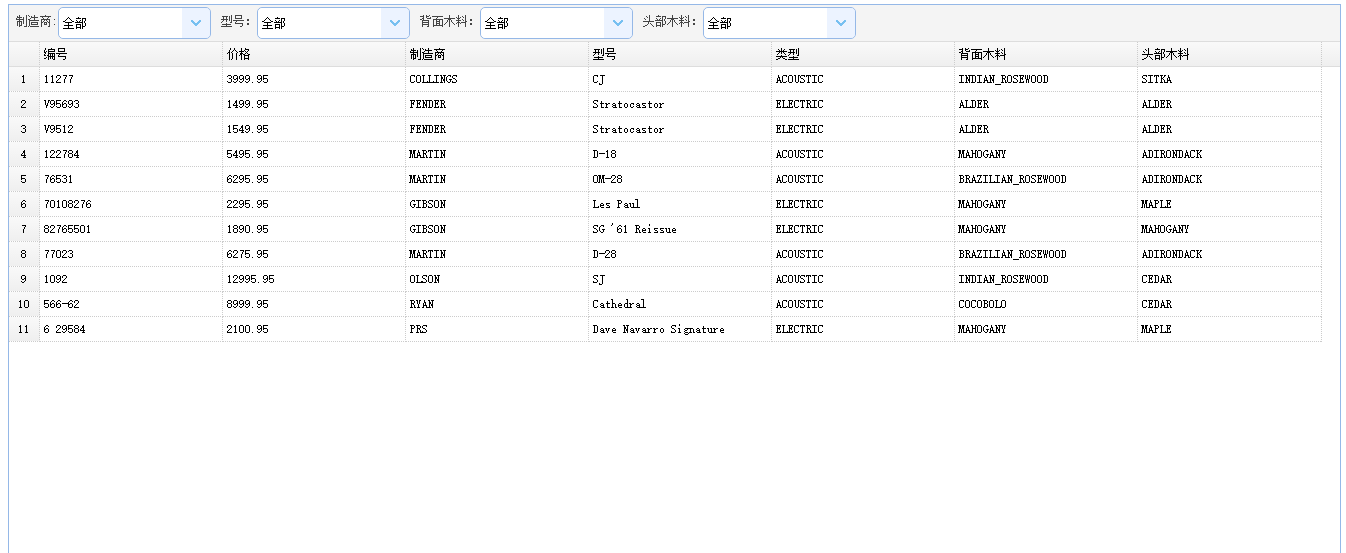 制造商: 全部 型号: 全部 背面木料: 全部 头部木料: 全部
编号 价格 制造商 型号 类型 背面木料 头部木料
1 11277 3999.95 COLLINGS CJ ACOUSTIC INDIAN_ROSEWOOD SITKA
2 V95693 1499.95 FENDER Stratocastor ELECTRIC ALDER ALDER
3 V9512 1549.95 FENDER Stratocastor ELECTRIC ALDER ALDER
4 122784 5495.95 MARTIN D-18 ACOUSTIC MAHOGANY ADIRONDACK
5 76531 6295.95 MARTIN OM-28 ACOUSTIC BRAZILIAN_ROSEWOOD ADIRONDACK
6 70108276 2295.95 GIBSON Les Paul ELECTRIC MAHOGANY MAPLE
7 82765501 1890.95 GIBSON SG '61 Reissue ELECTRIC MAHOGANY MAHOGANY
8 77023 6275.95 MARTIN D-28 ACOUSTIC BRAZILIAN_ROSEWOOD ADIRONDACK
9 1092 12995.95 OLSON SJ ACOUSTIC INDIAN_ROSEWOOD CEDAR
10 566-62 8999.95 RYAN Cathedral ACOUSTIC COCOBOLO CEDAR
11 6 29584 2100.95 PRS Dave Navarro Signature ELECTRIC MAHOGANY MAPLE